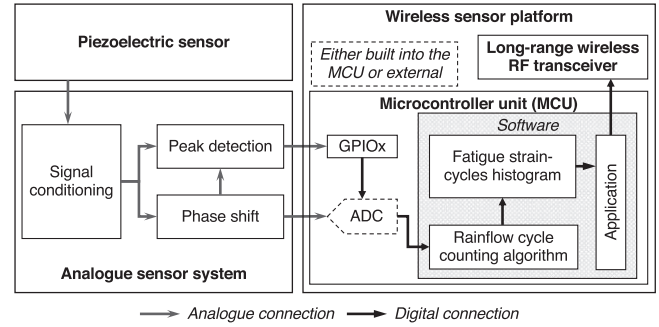 Piezoelectric sensor
Wireless sensor platform
Either built into the
MCU or external
Long-range wireless
RF transceiver
Microcontroller unit (MCU)
Software
Signal
conditioning
Peak detection
Phase shift
Analogue sensor system
GPIOx
ADC
Fatigue strain-
cycles histogram
Rainflow cycle
counting algorithm
Application
Analogue connection
Digital connection